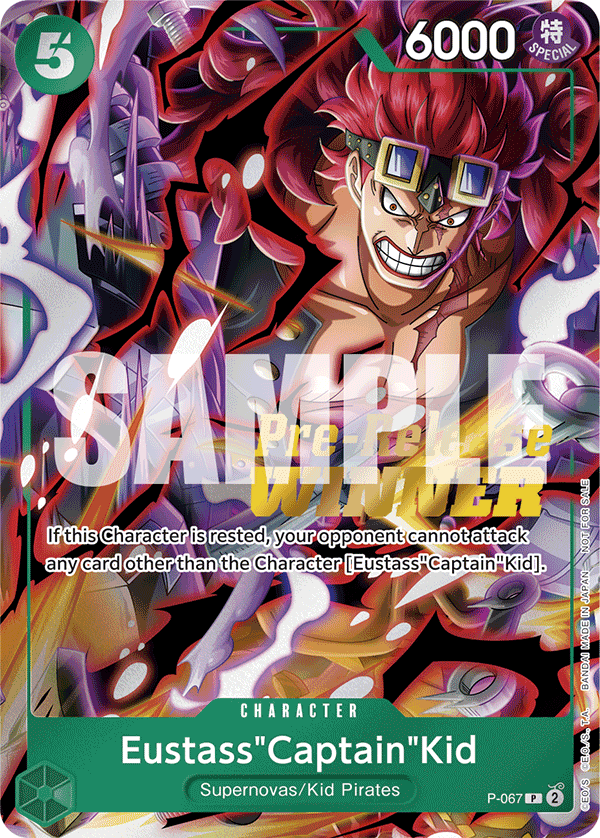 5
6000
特
SPECIAL
SAMPLE
Pre-Release
WINNER
If this Character is rested, your opponent cannot attack
any card other than the Character [Eustass"Captain"Kid].
CHARACTER
Eustass"Captain"Kid
Supernovas/Kid Pirates
P-067 P 2
©E.O/S. ©E.O./S., T.A. BANDAI MADE IN JAPAN NOT FOR SALE